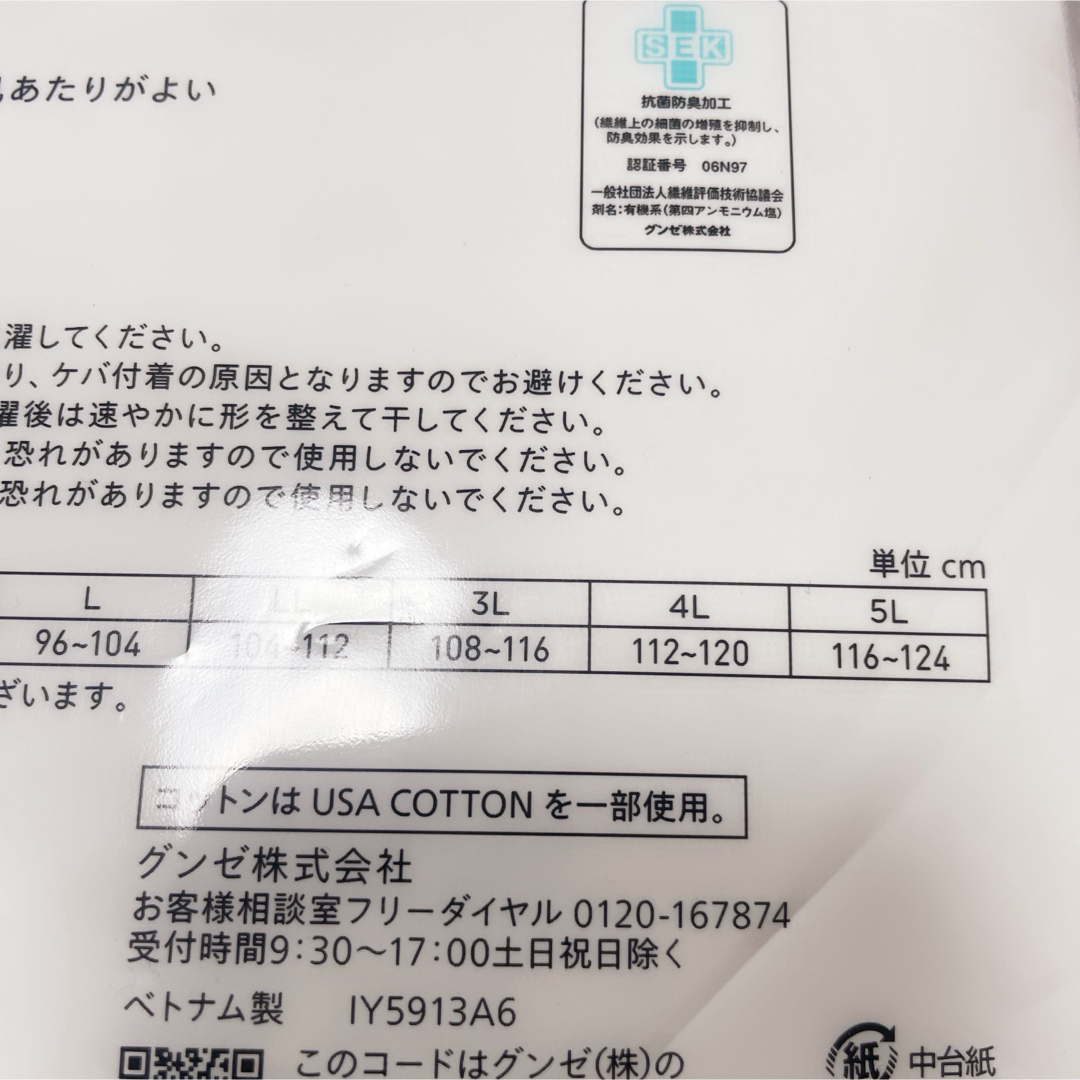 SEK
抗菌防臭加工
(繊維上の細菌の増殖を抑制し、
防臭効果を示します。)
認証番号 06N97
一般社団法人繊維評価技術協議会
剤名:有機系(第四アンモニウム塩)
グンゼ株式会社
あたりがよい
濯してください。
り、ケバ付着の原因となりますのでお避けください。
濯後は速やかに形を整えて干してください。
恐れがありますので使用しないでください。
恐れがありますので使用しないでください。
単位 cm
L LL 3L 4L 5L
96~104 104~112 108~116 112~120 116~124
ざいます。
コットンは USA COTTON を一部使用。
グンゼ株式会社
お客様相談室フリーダイヤル 0120-167874
受付時間9:30〜17:00土日祝日除く
ベトナム製 IY5913A6
このコードはグンゼ(株)の
紙 中台紙